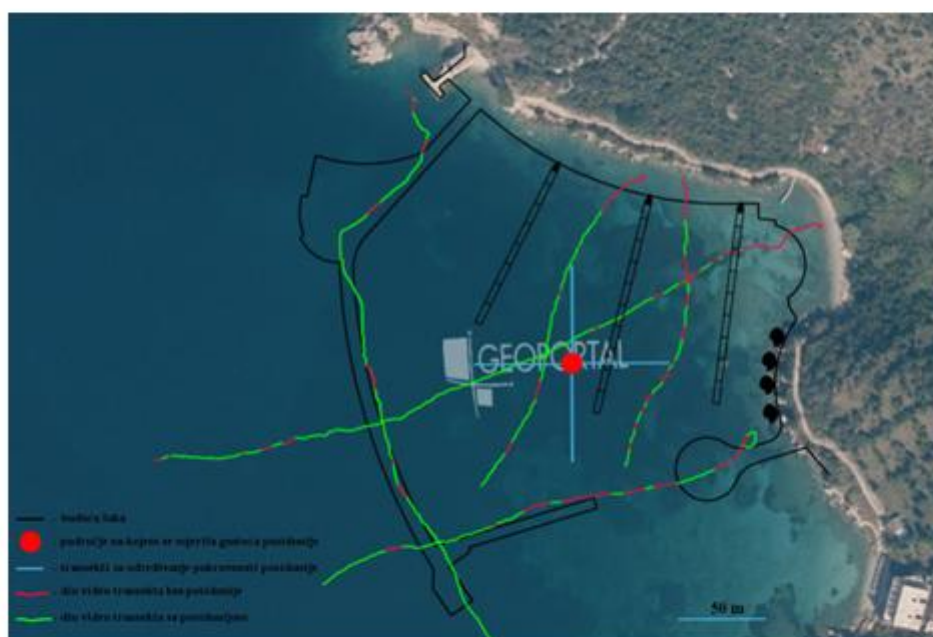 GEOPORTAL
- buduća luka
- područje na kojem se mjerila gustoća posidonije
- transekti za određivanje pokrovnosti posidonije
- dio video transekta bez posidonije
- dio video transekta sa posidonijom
50 m